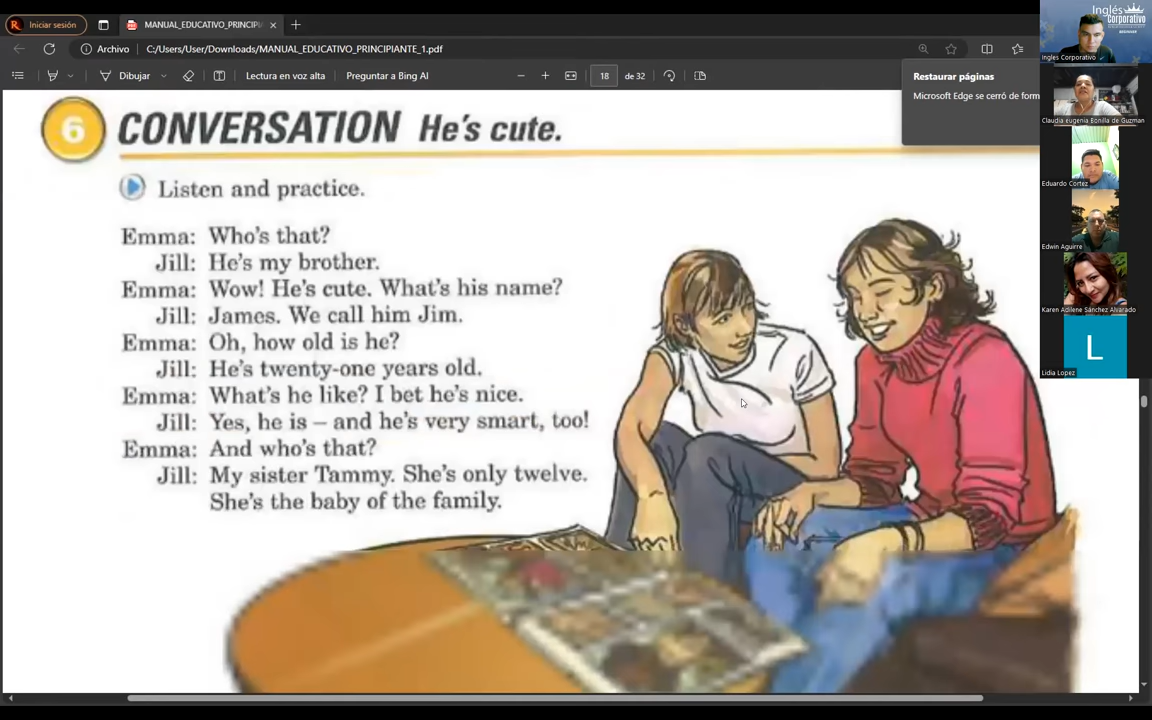 Iniciar sesión
MANUAL_EDUCATIVO_PRINCIPI
Archivo
C:/Users/User/Downloads/MANUAL_EDUCATIVO_PRINCIPIANTE_1.pdf
Dibujar
Lectura en voz alta
Preguntar a Bing AI
18
de 32
Restaurar páginas
Microsoft Edge se cerró de form
6 CONVERSATION He's cute.
Listen and practice.
Emma: Who's that?
Jill: He's my brother.
Emma: Wow! He's cute. What's his name?
Jill: James. We call him Jim.
Emma: Oh, how old is he?
Jill: He's twenty-one years old.
Emma: What's he like? I bet he's nice.
Jill: Yes, he is – and he's very smart, too!
Emma: And who's that?
Jill: My sister Tammy. She's only twelve.
She's the baby of the family.
Inglés
Corporativo
Ingles Corporativo
Claudia eugenia Bonilla de Guzman
Eduardo Cortez
Edwin Aguirre
Karen Adilene Sánchez Alvarado
L
Lidia Lopez